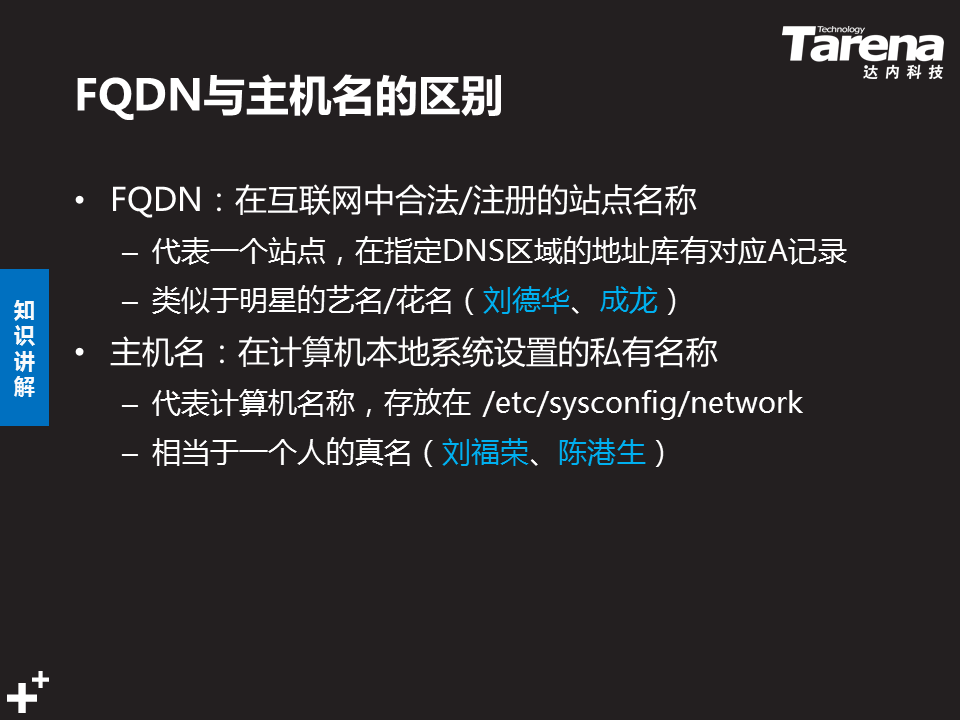 Technology
Tarena
达内科技
FQDN与主机名的区别
• FQDN：在互联网中合法/注册的站点名称
– 代表一个站点，在指定DNS区域的地址库有对应A记录
– 类似于明星的艺名/花名（刘德华、成龙）
• 主机名：在计算机本地系统设置的私有名称
– 代表计算机名称，存放在 /etc/sysconfig/network
– 相当于一个人的真名（刘福荣、陈港生）
知识讲解